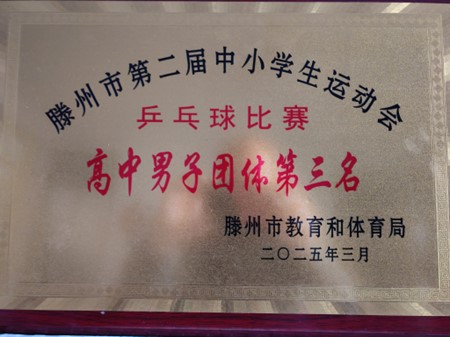 滕州市第二届中小学生运动会
乒乓球比赛
高中男子团体第三名
滕州市教育和体育局
二〇二五年三月